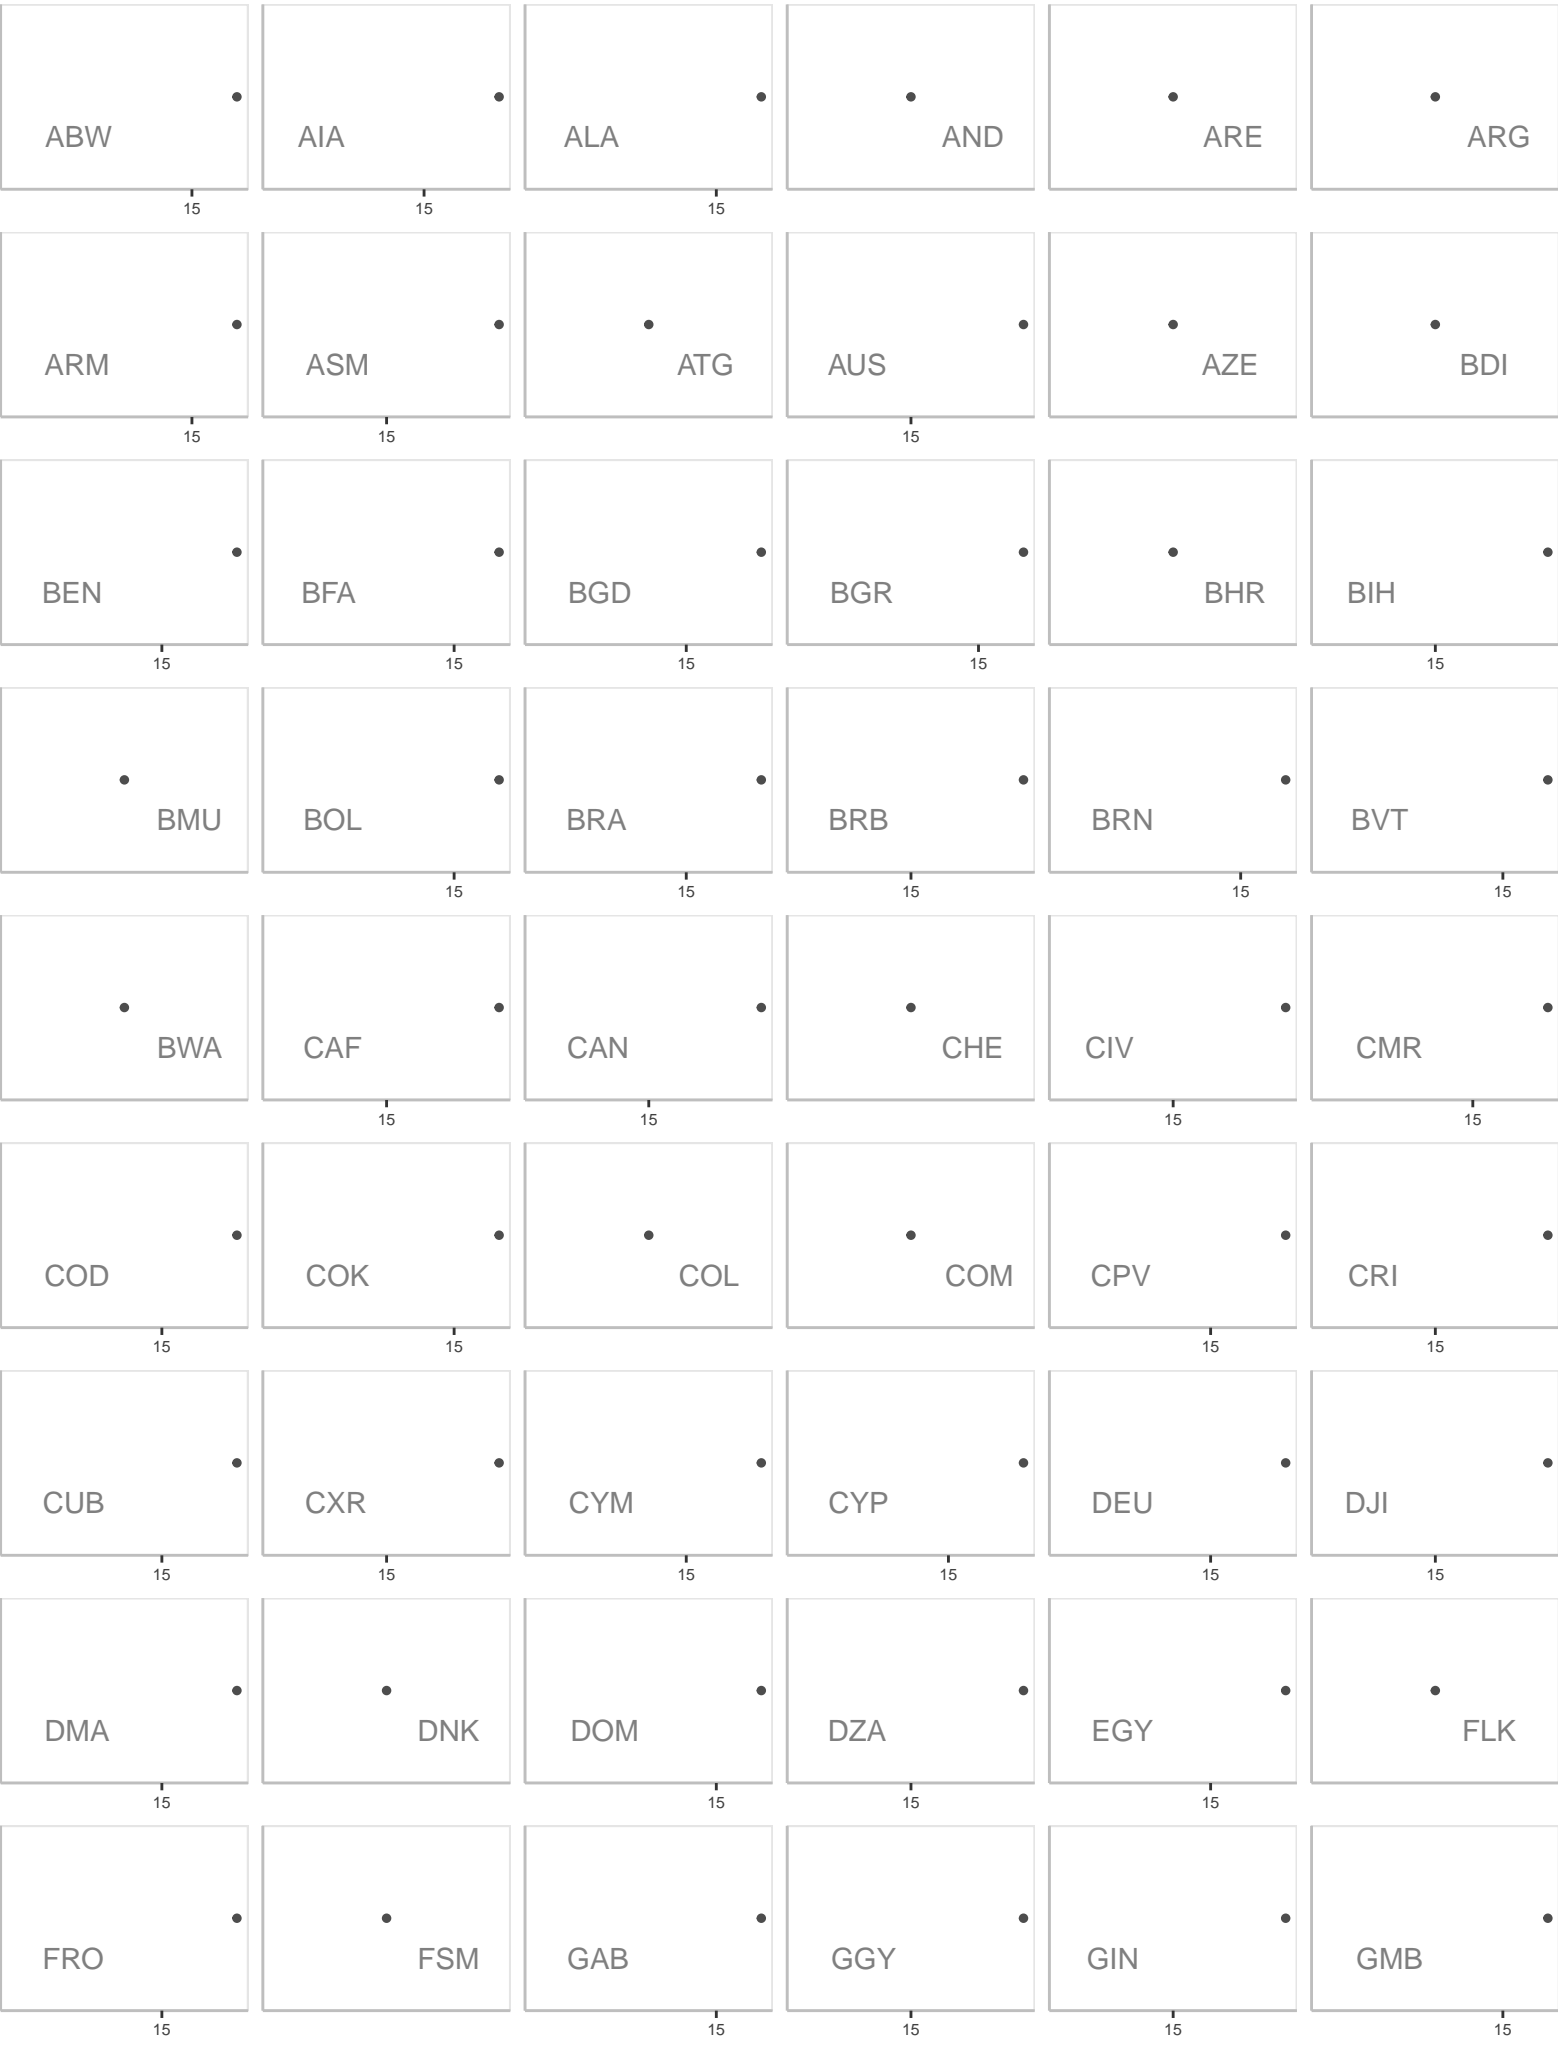 ABW AIA ALA AND ARE ARG
15 15 15
ARM ASM ATG AUS AZE BDI
15 15 15
BEN BFA BGD BGR BHR BIH
15 15 15 15 15
BMU BOL BRA BRB BRN BVT
15 15 15 15 15
BWA CAF CAN CHE CIV CMR
15 15 15 15
COD COK COL COM CPV CRI
15 15 15 15
CUB CXR CYM CYP DEU DJI
15 15 15 15 15 15
DMA DNK DOM DZA EGY FLK
15 15 15 15
FRO FSM GAB GGY GIN GMB
15 15 15 15 15